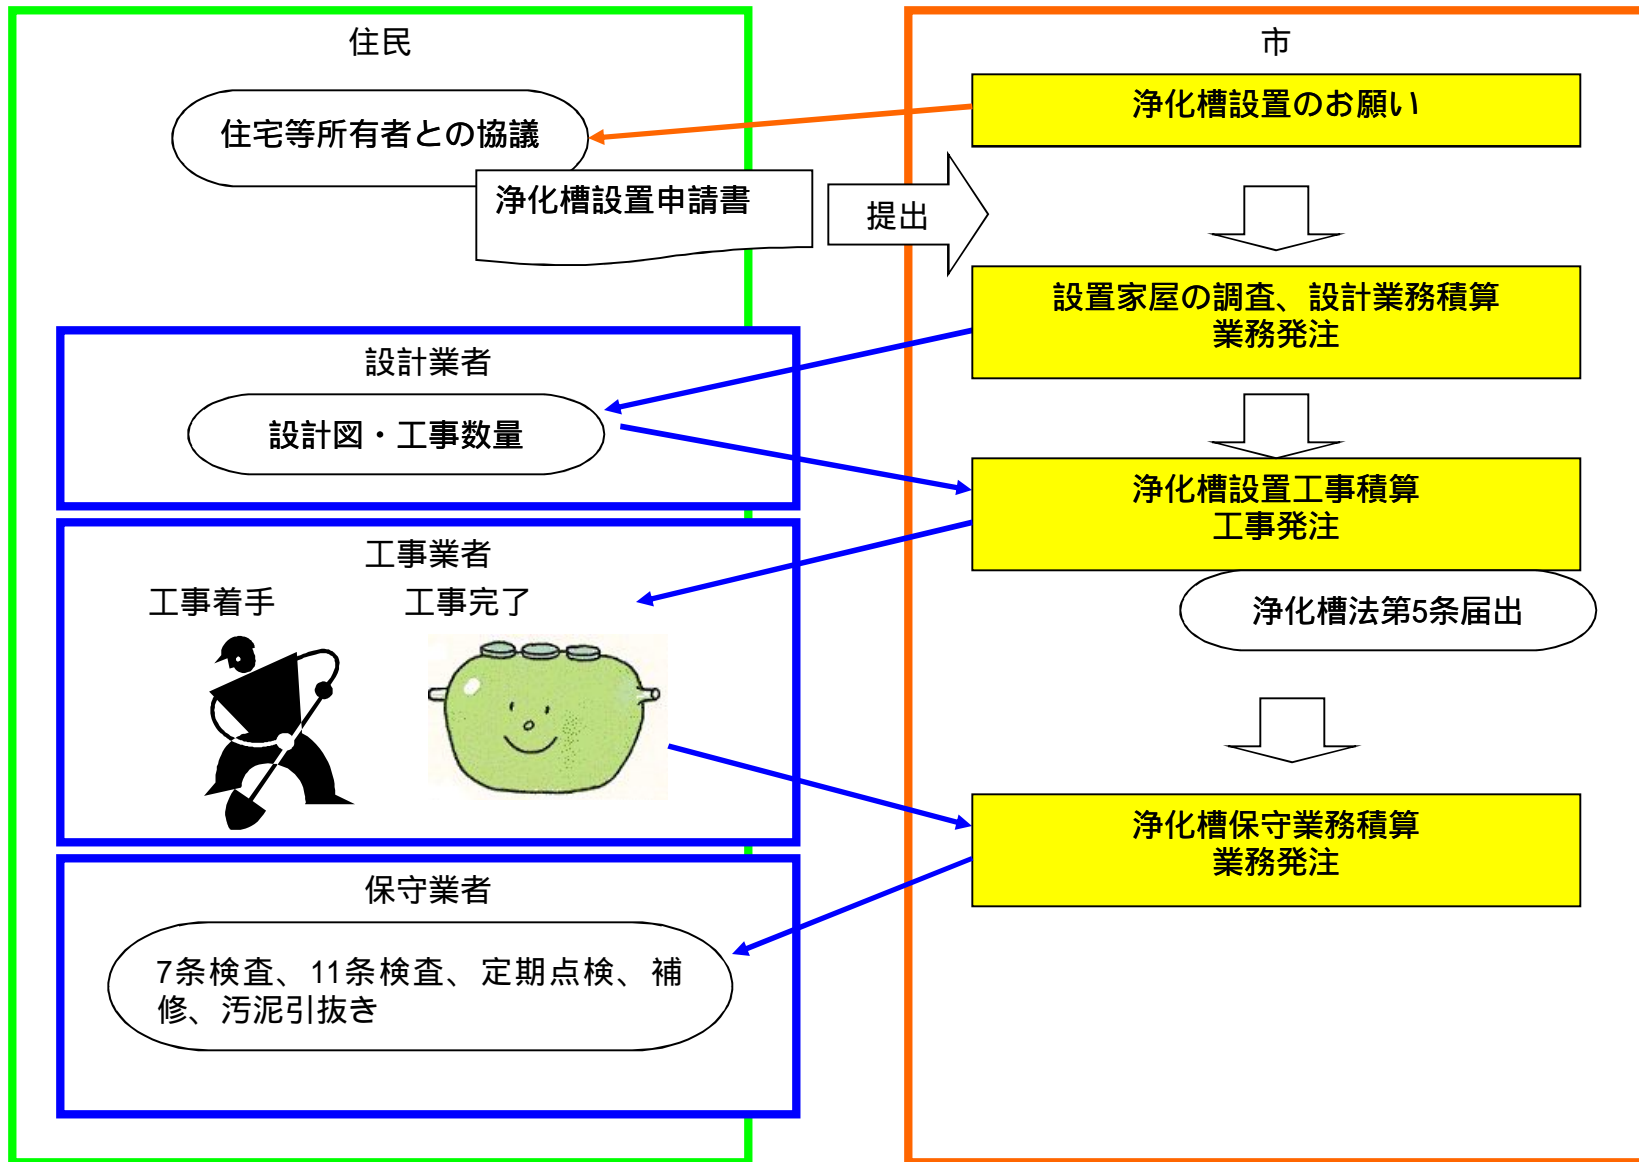 住民
市
浄化槽設置のお願い
住宅等所有者との協議
浄化槽設置申請書
提出
設置家屋の調査、設計業務積算
業務発注
設計業者
設計図・工事数量
浄化槽設置工事積算
工事発注
浄化槽法第5条届出
工事業者
工事着手
工事完了
浄化槽保守業務積算
業務発注
保守業者
7条検査、11条検査、定期点検、補
修、汚泥引抜き